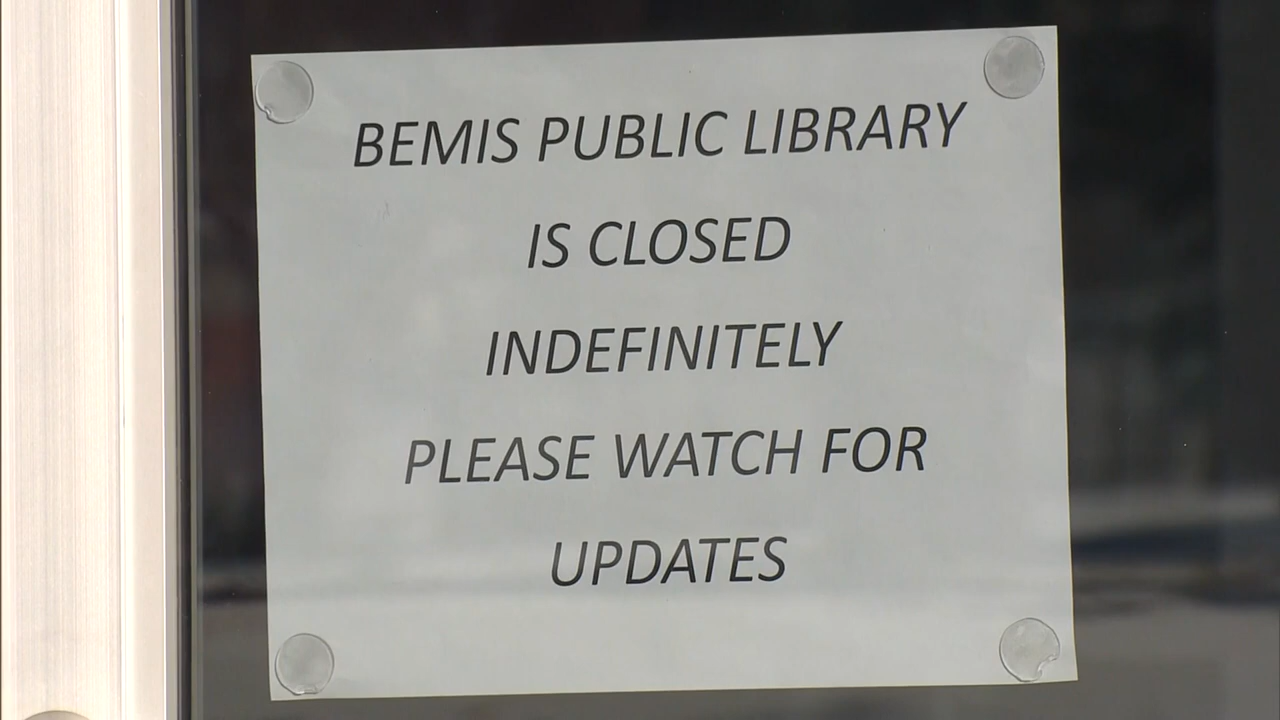 BEMIS PUBLIC LIBRARY
IS CLOSED
INDEFINITELY
PLEASE WATCH FOR
UPDATES